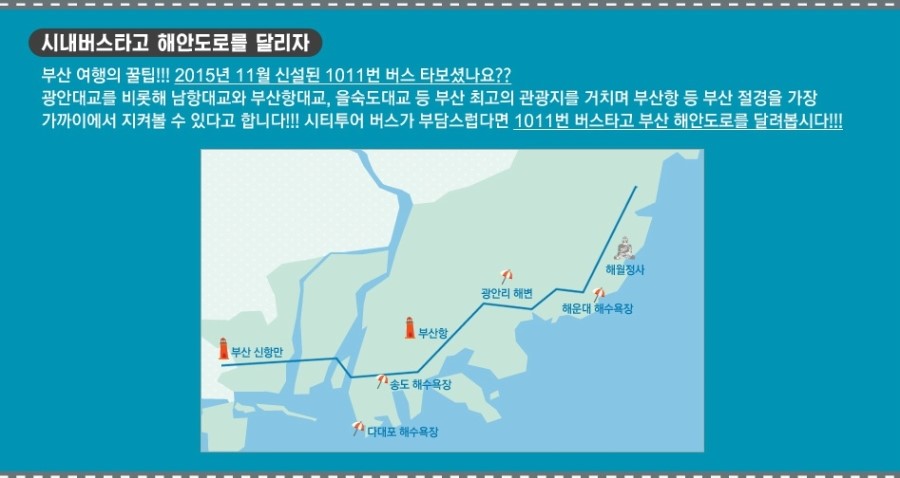 시내버스타고 해안도로를 달리자
부산 여행의 꿀팁!!! 2015년 11월 신설된 1011번 버스 타보셨나요??
광안대교를 비롯해 남항대교와 부산항대교, 을숙도대교 등 부산 최고의 관광지를 거치며 부산항 등 부산 절경을 가장
가까이에서 지켜볼 수 있다고 합니다!!! 시티투어 버스가 부담스럽다면 1011번 버스타고 부산 해안도로를 달려봅시다!!!
해월정사
광안리 해변
해운대 해수욕장
부산항
부산 신항만
송도 해수욕장
다대포 해수욕장